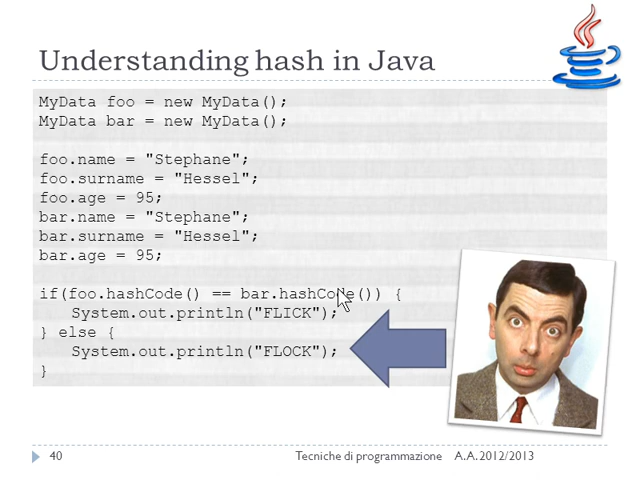 Understanding hash in Java
MyData foo = new MyData();
MyData bar = new MyData();
foo.name = "Stephane";
foo.surname = "Hessel";
foo.age = 95;
bar.name = "Stephane";
bar.surname = "Hessel";
bar.age = 95;
if(foo.hashCode() == bar.hashCode()) {
System.out.println("FLICK");
} else {
System.out.println("FLOCK");
}
40 Tecniche di programmazione A.A. 2012/2013